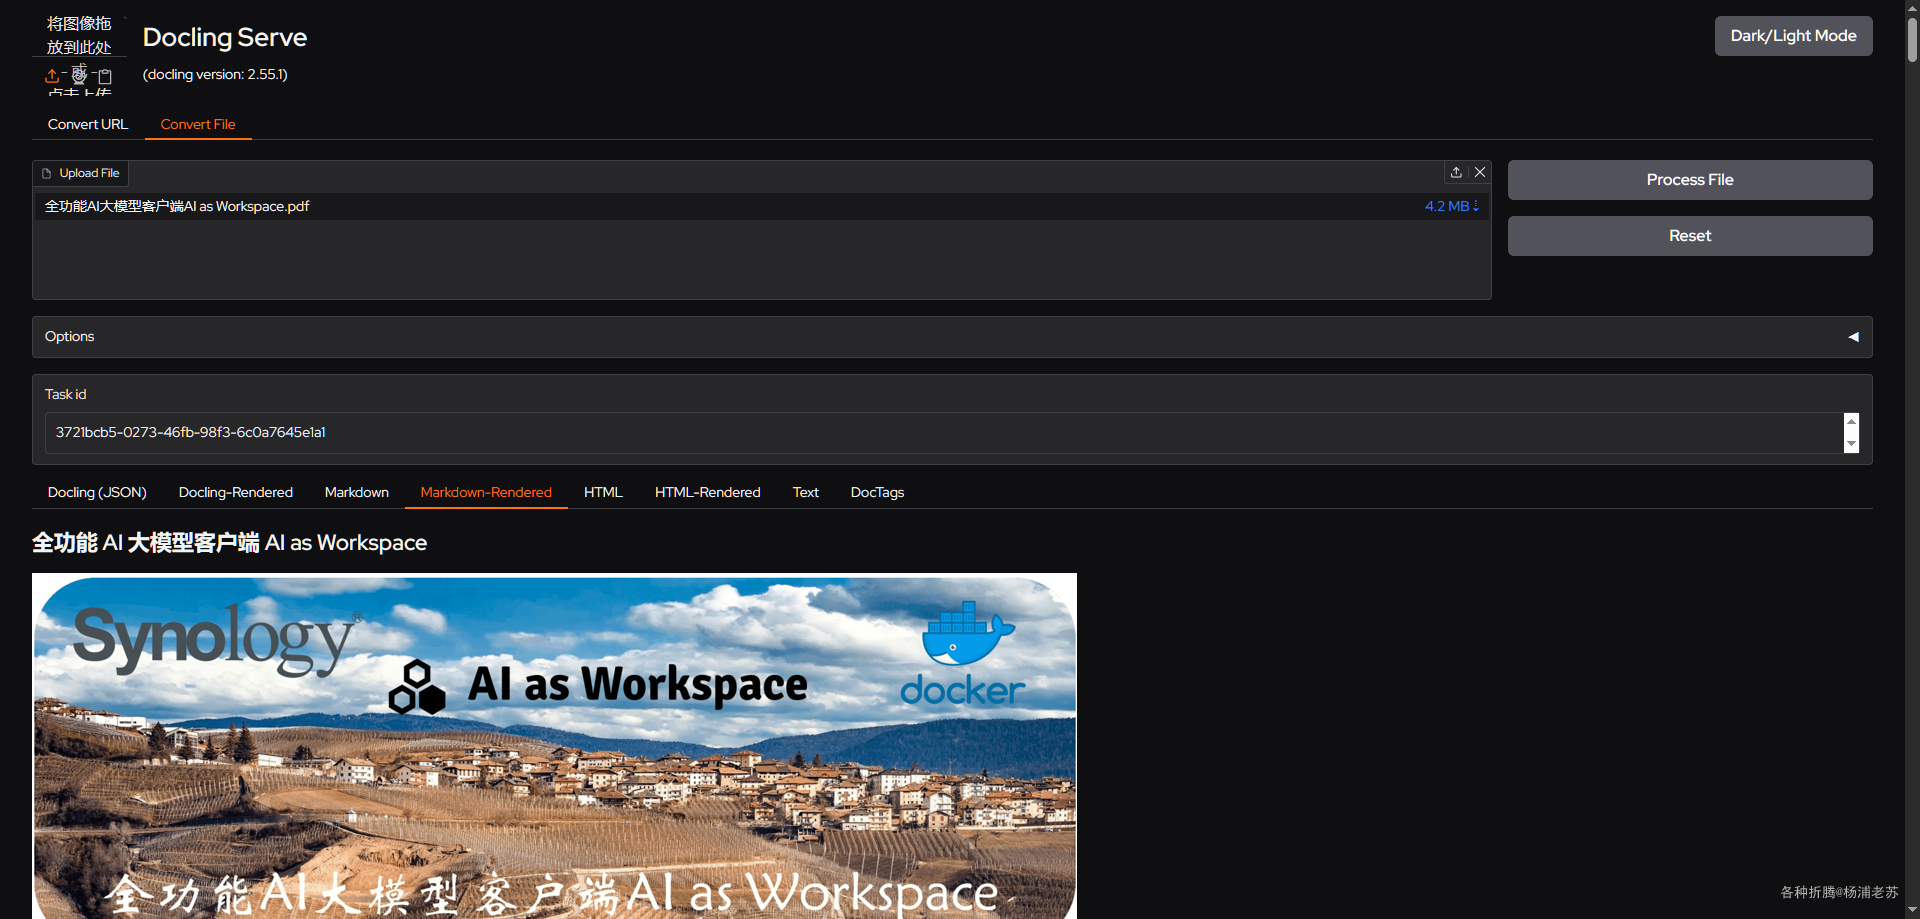 将图像拖
放到此处
Docling Serve
Dark/Light Mode
- 或 -
(docling version: 2.55.1)
点击上传
Convert URL
Convert File
Upload File
Process File
全功能AI大模型客户端AI as Workspace.pdf
4.2 MB ⇣
Reset
Options
Task id
3721bcb5-0273-46fb-98f3-6c0a7645e1a1
Docling (JSON)
Docling-Rendered
Markdown
Markdown-Rendered
HTML
HTML-Rendered
Text
DocTags
全功能 AI 大模型客户端 AI as Workspace
Synology®
AI as Workspace
docker
全功能AI大模型客户端AI as Workspace
各种折腾@杨浦老苏